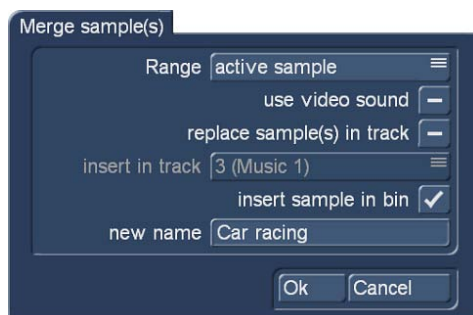 Merge sample(s)
Range active sample
use video sound
replace sample(s) in track
insert in track 3 (Music 1)
insert sample in bin
new name Car racing
Ok Cancel